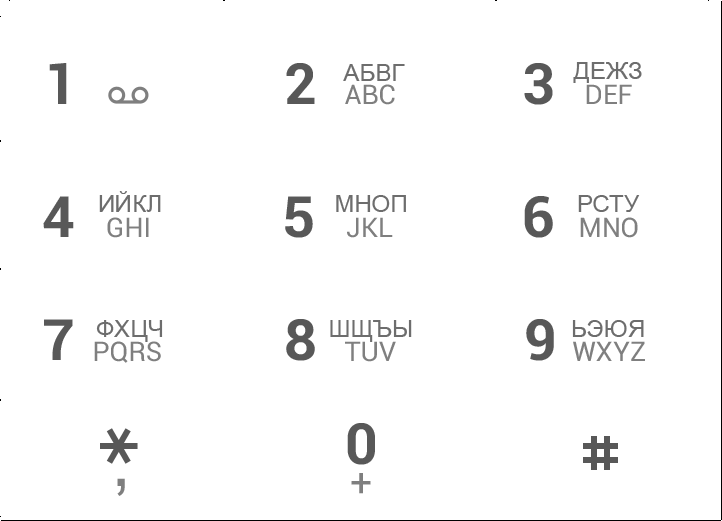 1
2 АБВГ
ABC
3 ДЕЖЗ
DEF
4 ИЙКЛ
GHI
5 МНОП
JKL
6 РСТУ
MNO
7 ФХЦЧ
PQRS
8 ШЩЪЫ
TUV
9 ЬЭЮЯ
WXYZ
*
,
0
+
#